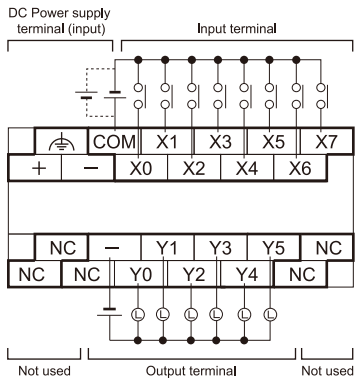 DC Power supply
terminal (input)
Input terminal
COM X1 X3 X5 X7
+ − X0 X2 X4 X6
NC − Y1 Y3 Y5 NC
NC NC Y0 Y2 Y4 NC
L L L L L L
Not used Output terminal Not used